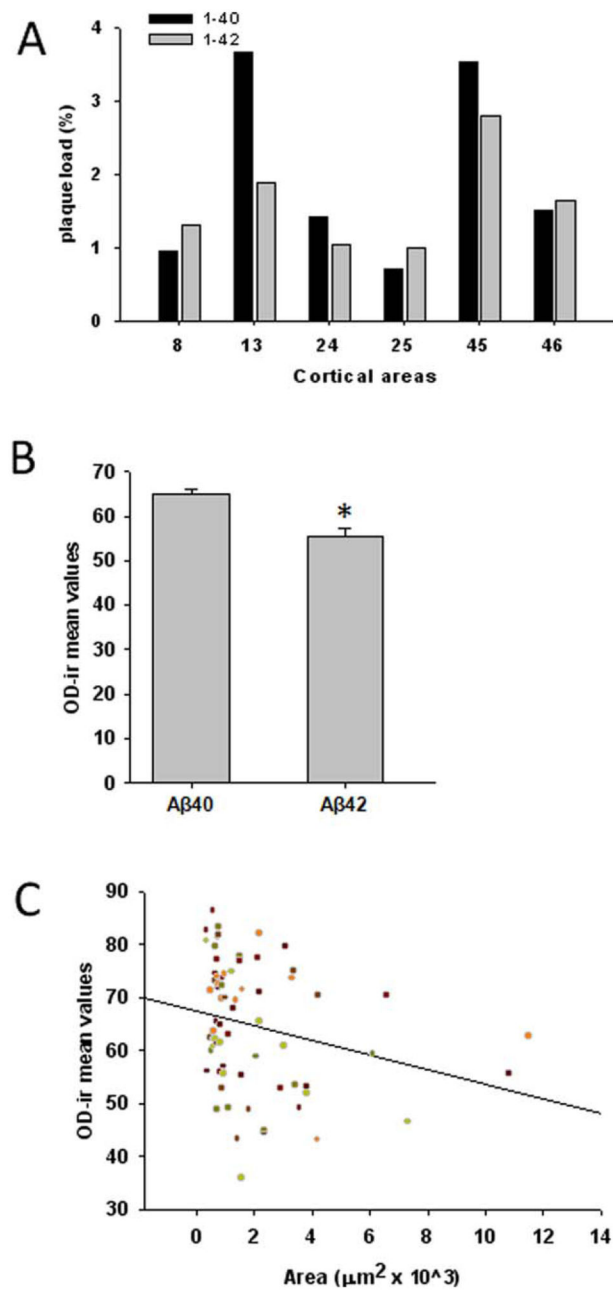 A
1-40
1-42
4
3
2
1
0
plaque load (%)
8 13 24 25 45 46
Cortical areas
B
70
60
50
40
30
20
10
0
OD-ir mean values
*
Aβ40 Aβ42
C
90
80
70
60
50
40
30
OD-ir mean values
0 2 4 6 8 10 12 14
Area (µm² x 10^3)